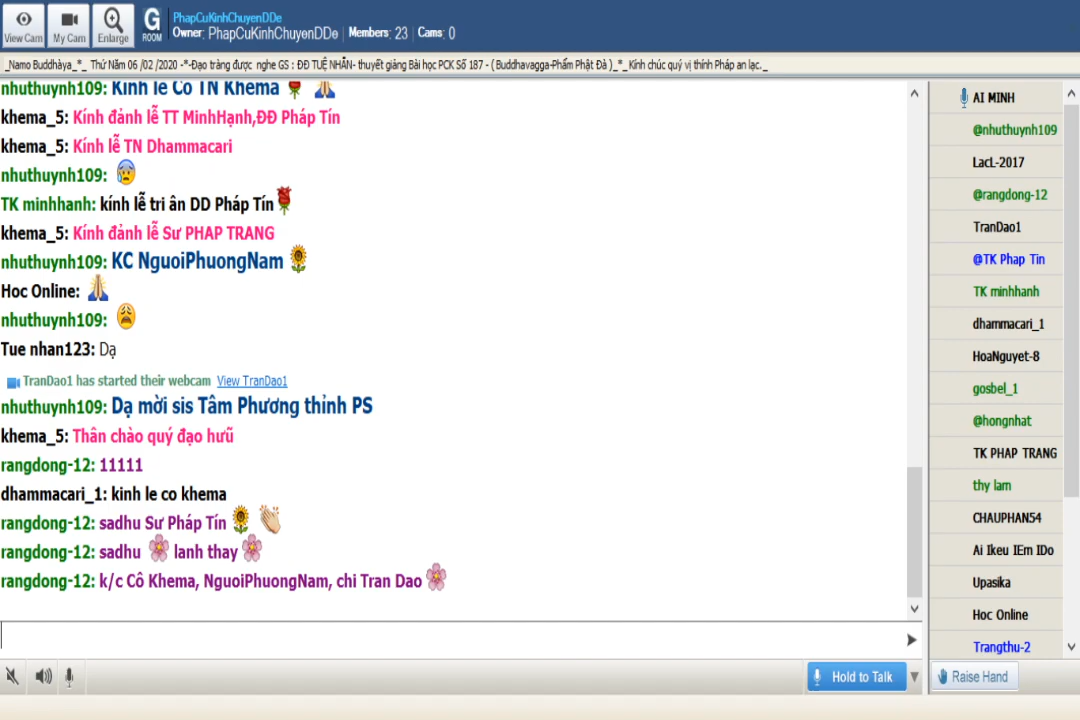 View Cam
My Cam
Enlarge
G
ROOM
PhapCuKinhChuyenDDe
Owner: PhapCuKinhChuyenDDe | Members: 23 | Cams: 0
_Namo Buddhàya_*_ Thứ Năm 06 /02 /2020 -*-Đạo tràng được nghe GS : ĐĐ TUỆ NHÂN- thuyết giảng Bài học PCK Số 187 - ( Buddhavagga-Phẩm Phật Đà )_*_Kính chúc quý vị thính Pháp an lạc._
nhuthuynh109: Kính lễ Cô TN Khema
khema_5: Kính đảnh lễ TT MinhHạnh,ĐĐ Pháp Tín
khema_5: Kính lễ TN Dhammacari
nhuthuynh109:
TK minhhanh: kính lễ tri ân DD Pháp Tín
khema_5: Kính đảnh lễ Sư PHAP TRANG
nhuthuynh109: KC NguoiPhuongNam
Hoc Online:
nhuthuynh109:
Tue nhan123: Dạ
TranDao1 has started their webcam View TranDao1
nhuthuynh109: Dạ mời sis Tâm Phương thỉnh PS
khema_5: Thân chào quý đạo hưũ
rangdong-12: 11111
dhammacari_1: kinh le co khema
rangdong-12: sadhu Sư Pháp Tín
rangdong-12: sadhu lanh thay
rangdong-12: k/c Cô Khema, NguoiPhuongNam, chi Tran Dao
AI MINH
@nhuthuynh109
LacL-2017
@rangdong-12
TranDao1
@TK Phap Tin
TK minhhanh
dhammacari_1
HoaNguyet-8
gosbel_1
@hongnhat
TK PHAP TRANG
thy lam
CHAUPHAN54
Ai Ikeu IEm IDo
Upasika
Hoc Online
Trangthu-2
Hold to Talk
Raise Hand